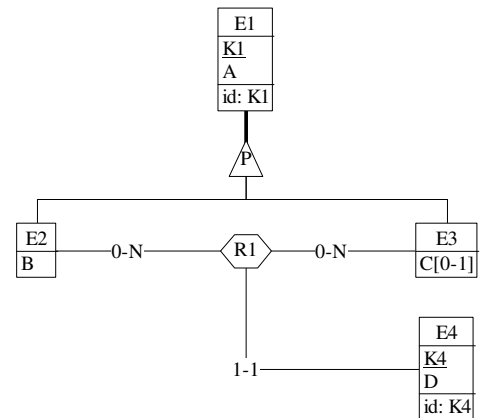 E1
K1
A
id: K1
P
E2
B
0-N
R1
0-N
E3
C[0-1]
1-1
E4
K4
D
id: K4